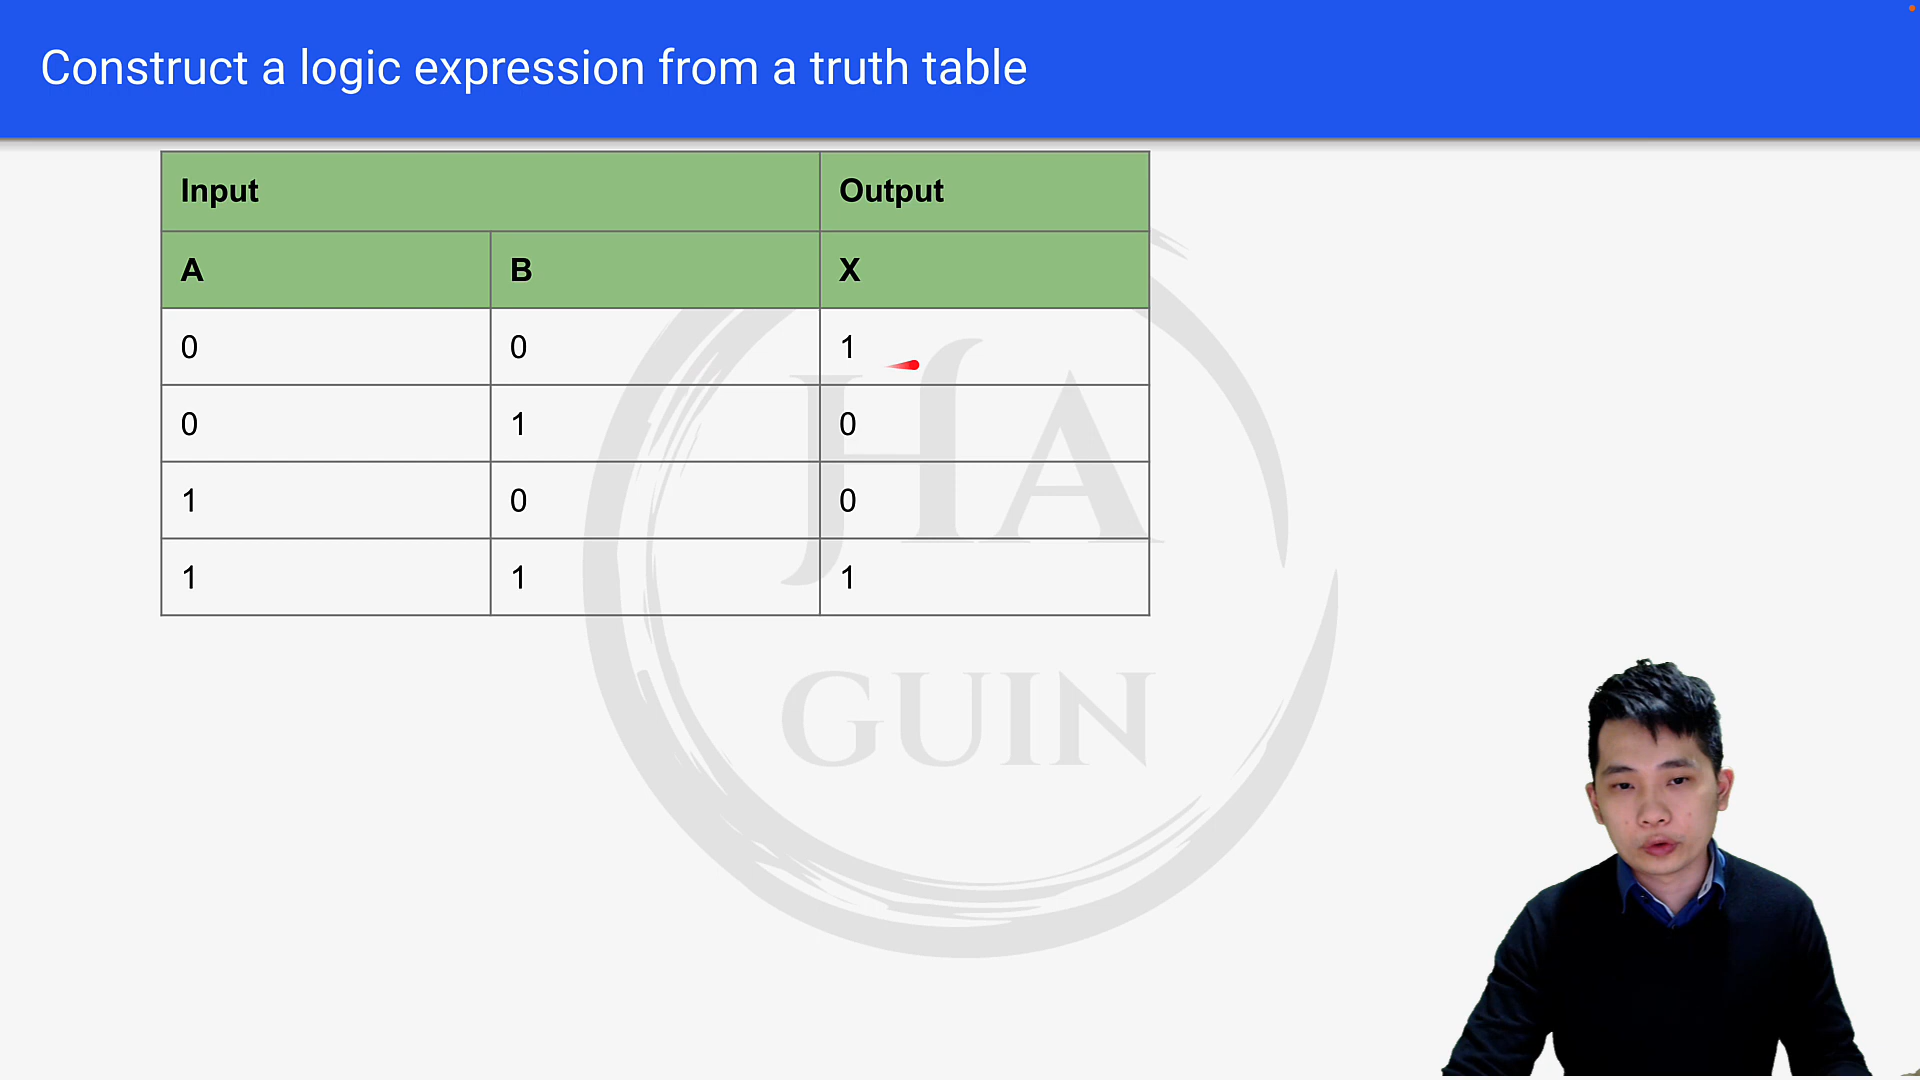 Construct a logic expression from a truth table
Input Output
A B X
0 0 1
0 1 0
1 0 0
1 1 1
JHA
GUIN